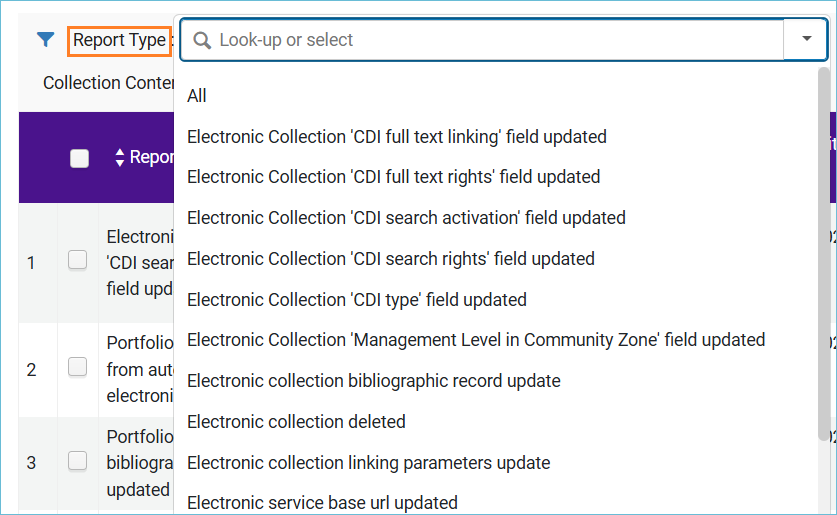 Report Type :
Look-up or select
Collection Conte
All
Electronic Collection 'CDI full text linking' field updated
Electronic Collection 'CDI full text rights' field updated
Electronic Collection 'CDI search activation' field updated
Electronic Collection 'CDI search rights' field updated
Electronic Collection 'CDI type' field updated
Electronic Collection 'Management Level in Community Zone' field updated
Electronic collection bibliographic record update
Electronic collection deleted
Electronic collection linking parameters update
Electronic service base url updated
Repor
1
Electroni
'CDI sear
field upd
2
Portfolio
from auto
electroni
3
Portfolio
bibliogra
updated